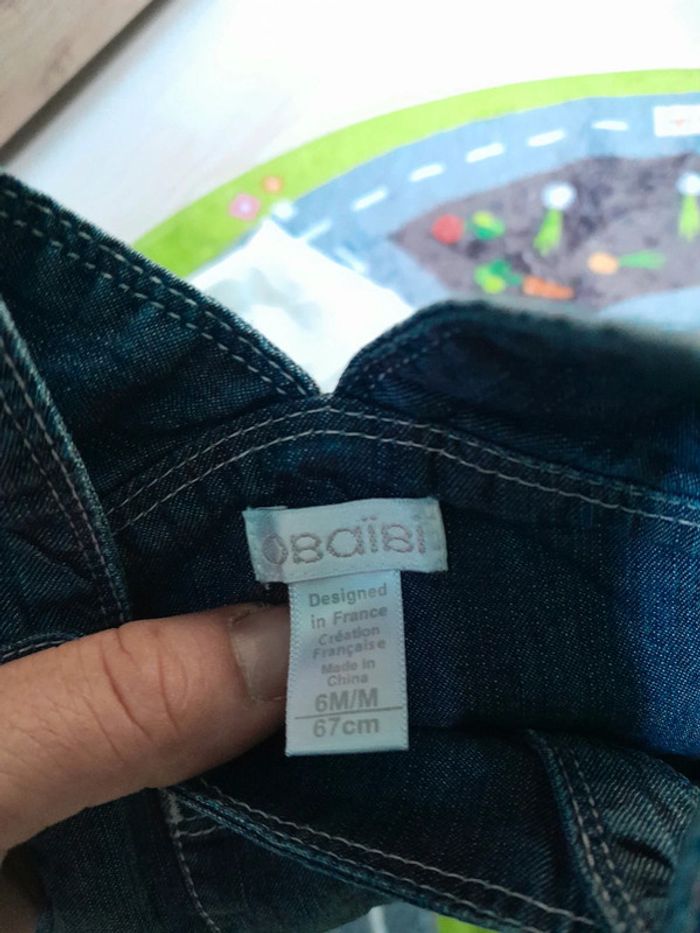 obaïbi
Designed
in France
Création
Française
Made in
China
6M/M
67cm